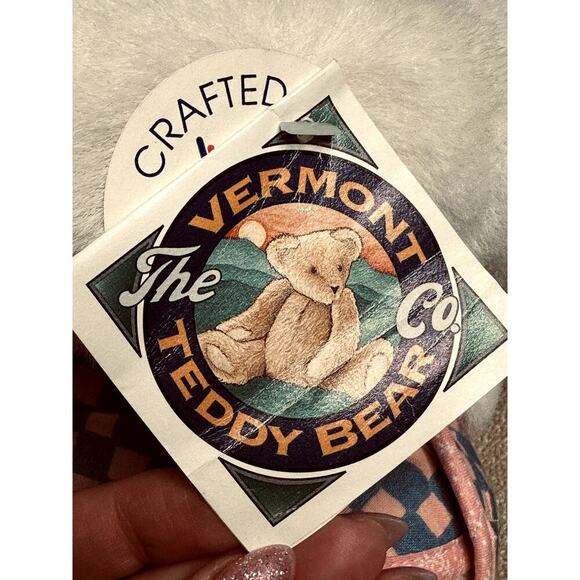 CRAFTED
The
VERMONT
TEDDY BEAR
Co.